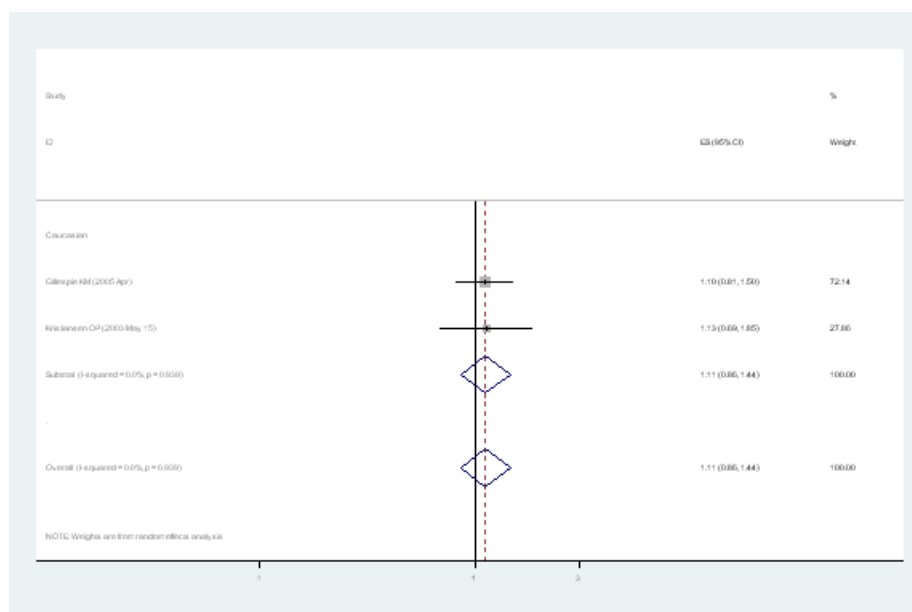 Study %
ID ES (95% CI) Weight
Caucasian
Gillespie KM (2005 Apr) 1.10 (0.81, 1.50) 72.14
Kristiansen OP (2003 May 15) 1.13 (0.69, 1.85) 27.86
Subtotal (I-squared = 0.0%, p = 0.939) 1.11 (0.86, 1.44) 100.00
.
Overall (I-squared = 0.0%, p = 0.939) 1.11 (0.86, 1.44) 100.00
NOTE: Weights are from random effects analysis
.1 1 3